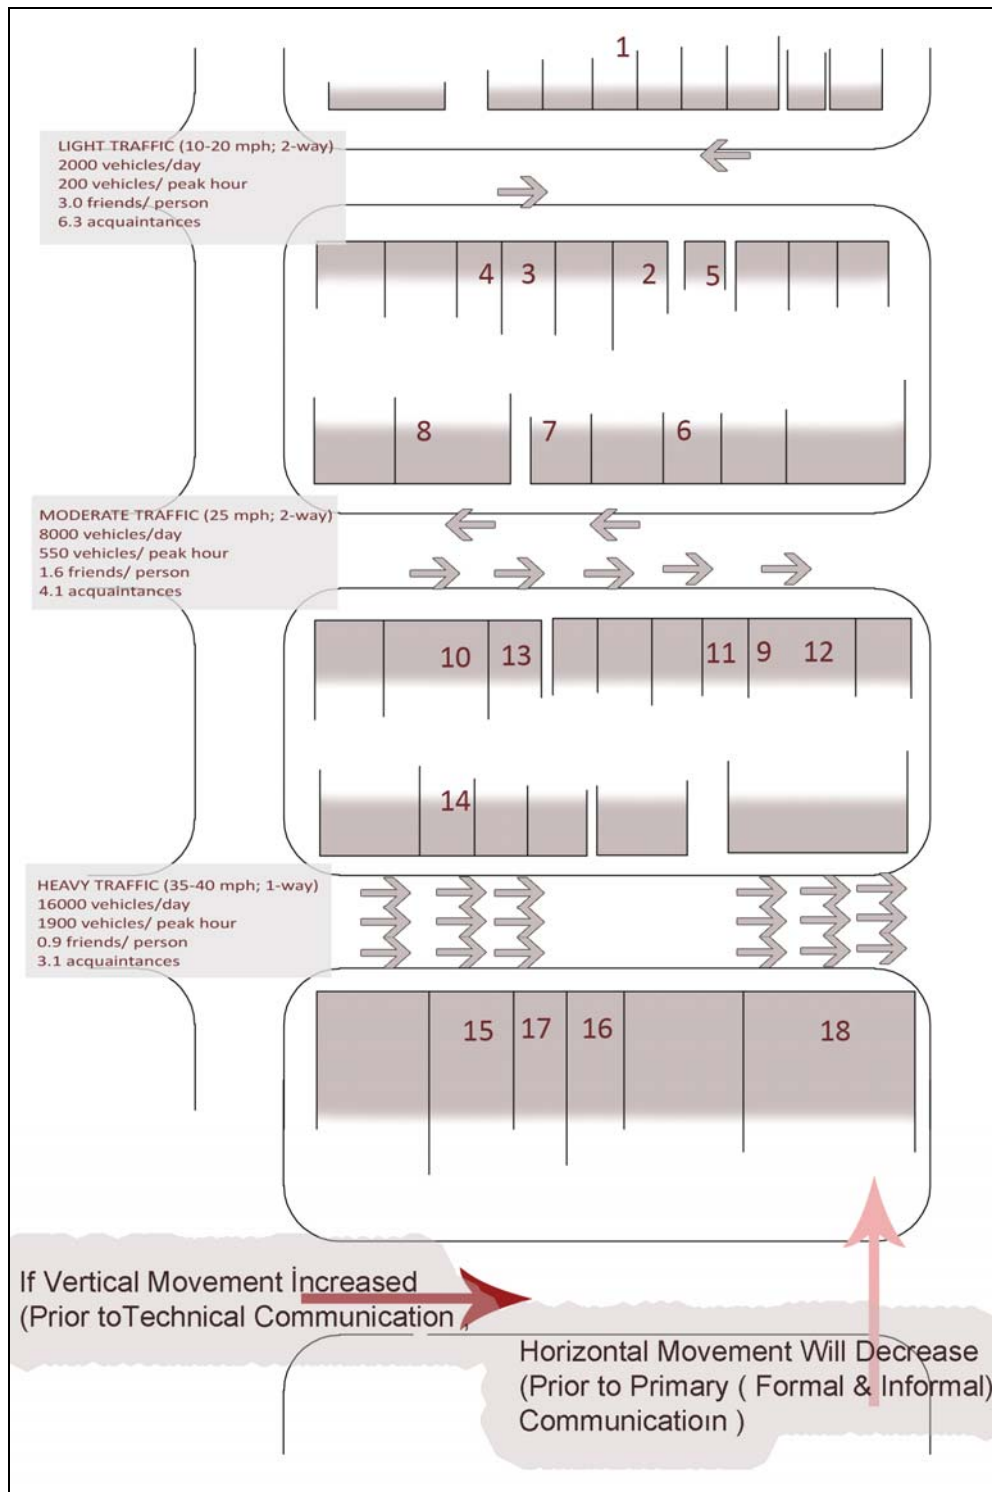 1
LIGHT TRAFFIC (10-20 mph; 2-way)
2000 vehicles/day
200 vehicles/ peak hour
3.0 friends/ person
6.3 acquaintances
4 3 2 5
8 7 6
MODERATE TRAFFIC (25 mph; 2-way)
8000 vehicles/day
550 vehicles/ peak hour
1.6 friends/ person
4.1 acquaintances
10 13 11 9 12
14
HEAVY TRAFFIC (35-40 mph; 1-way)
16000 vehicles/day
1900 vehicles/ peak hour
0.9 friends/ person
3.1 acquaintances
15 17 16 18
If Vertical Movement İncreased
(Prior toTechnical Communication )
Horizontal Movement Will Decrease
(Prior to Primary ( Formal & Informal)
Communicatioın )